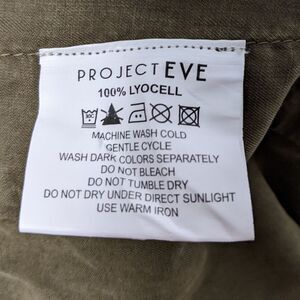 PROJECT EVE
100% LYOCELL
MACHINE WASH COLD
GENTLE CYCLE
WASH DARK COLORS SEPARATELY
DO NOT BLEACH
DO NOT TUMBLE DRY
DO NOT DRY UNDER DIRECT SUNLIGHT
USE WARM IRON